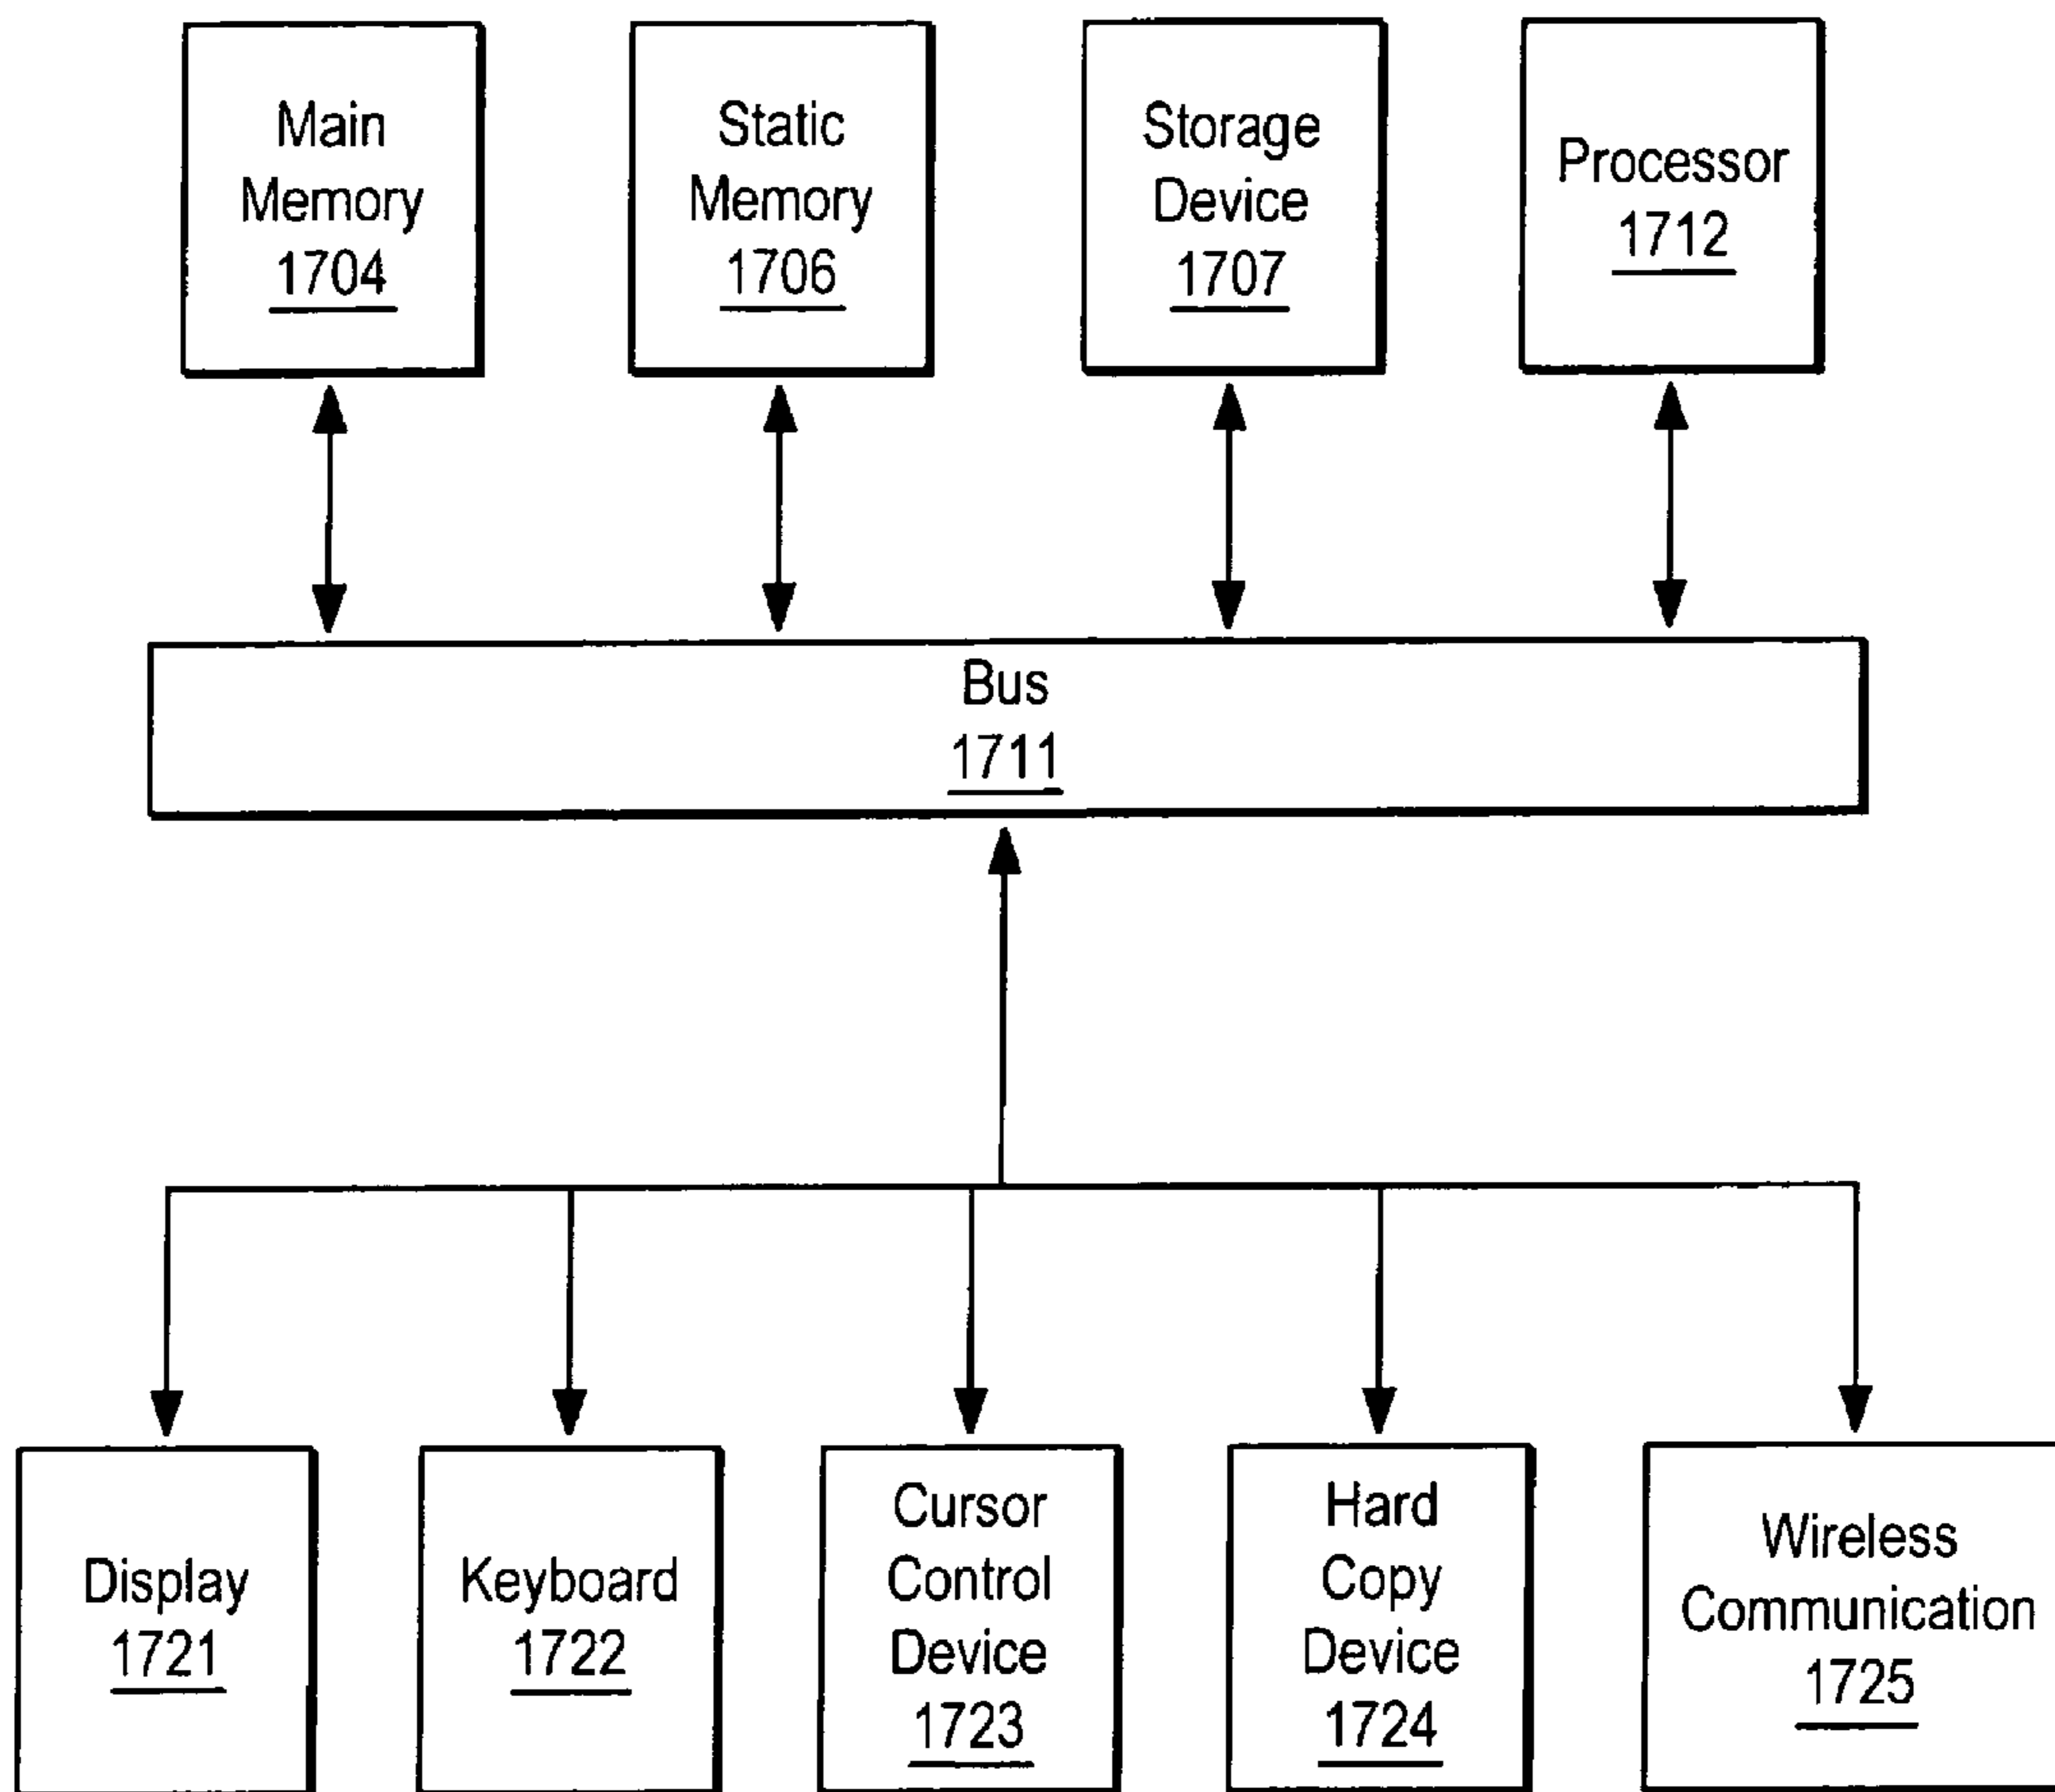 Main
Memory
1704
Static
Memory
1706
Storage
Device
1707
Processor
1712
Bus
1711
Display
1721
Keyboard
1722
Cursor
Control
Device
1723
Hard
Copy
Device
1724
Wireless
Communication
1725